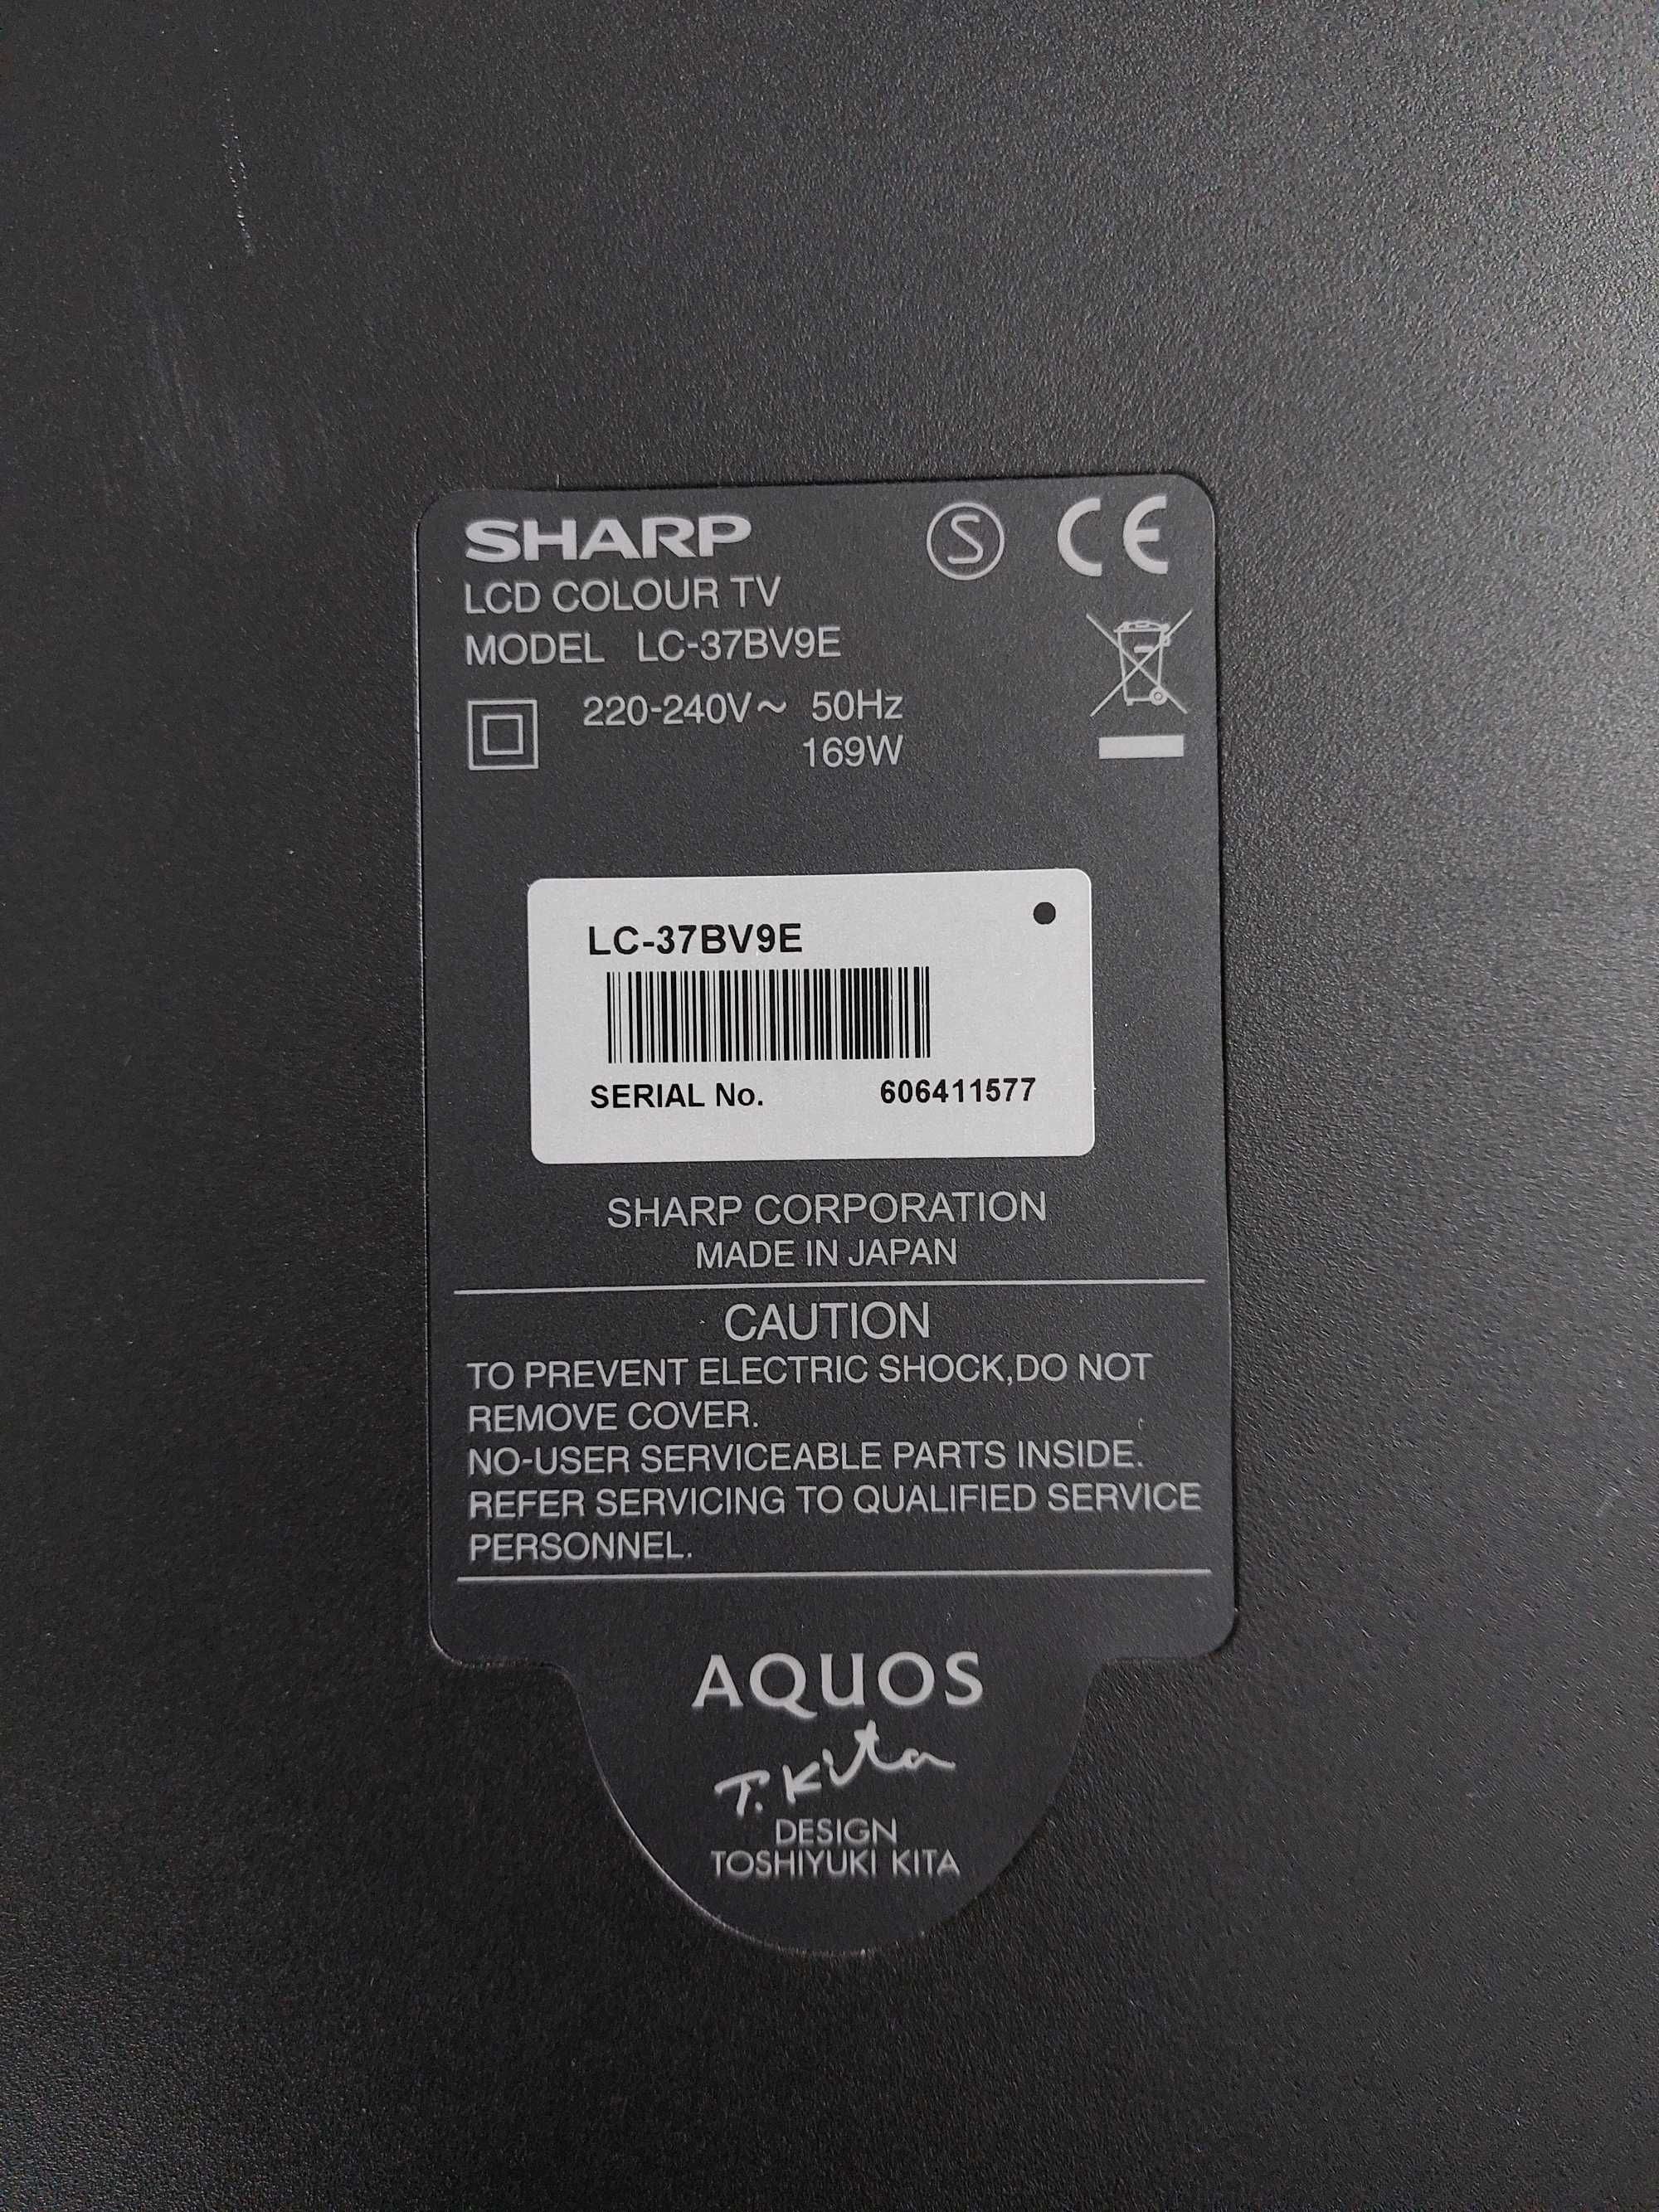 SHARP
LCD COLOUR TV
MODEL LC-37BV9E
220-240V~ 50Hz
169W
S CE
LC-37BV9E
SERIAL No. 606411577
SHARP CORPORATION
MADE IN JAPAN
CAUTION
TO PREVENT ELECTRIC SHOCK,DO NOT
REMOVE COVER.
NO-USER SERVICEABLE PARTS INSIDE.
REFER SERVICING TO QUALIFIED SERVICE
PERSONNEL.
AQUOS
T. Kita
DESIGN
TOSHIYUKI KITA